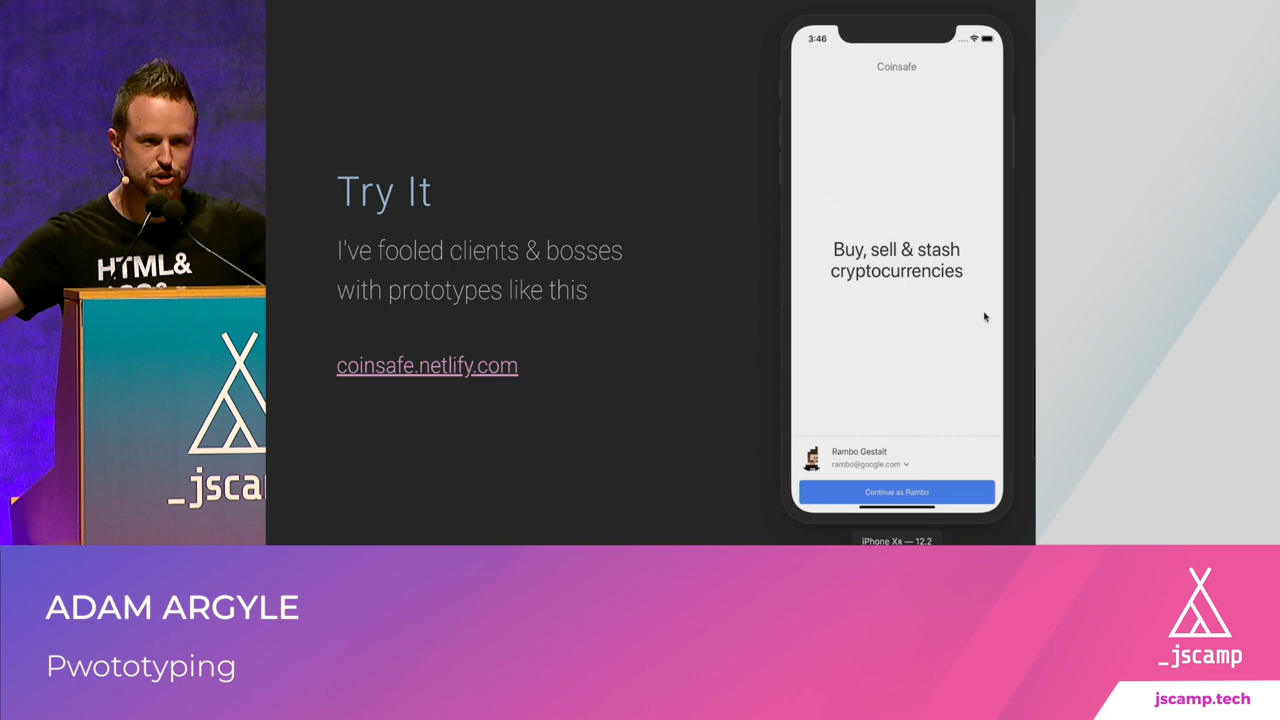 HTML&
_jsca
Try It
I've fooled clients & bosses
with prototypes like this
coinsafe.netlify.com
3:46
Coinsafe
Buy, sell & stash
cryptocurrencies
Rambo Gestalt
rambo@google.com
Continue as Rambo
iPhone Xʀ — 12.2
ADAM ARGYLE
Pwototyping
_jscamp
jscamp.tech